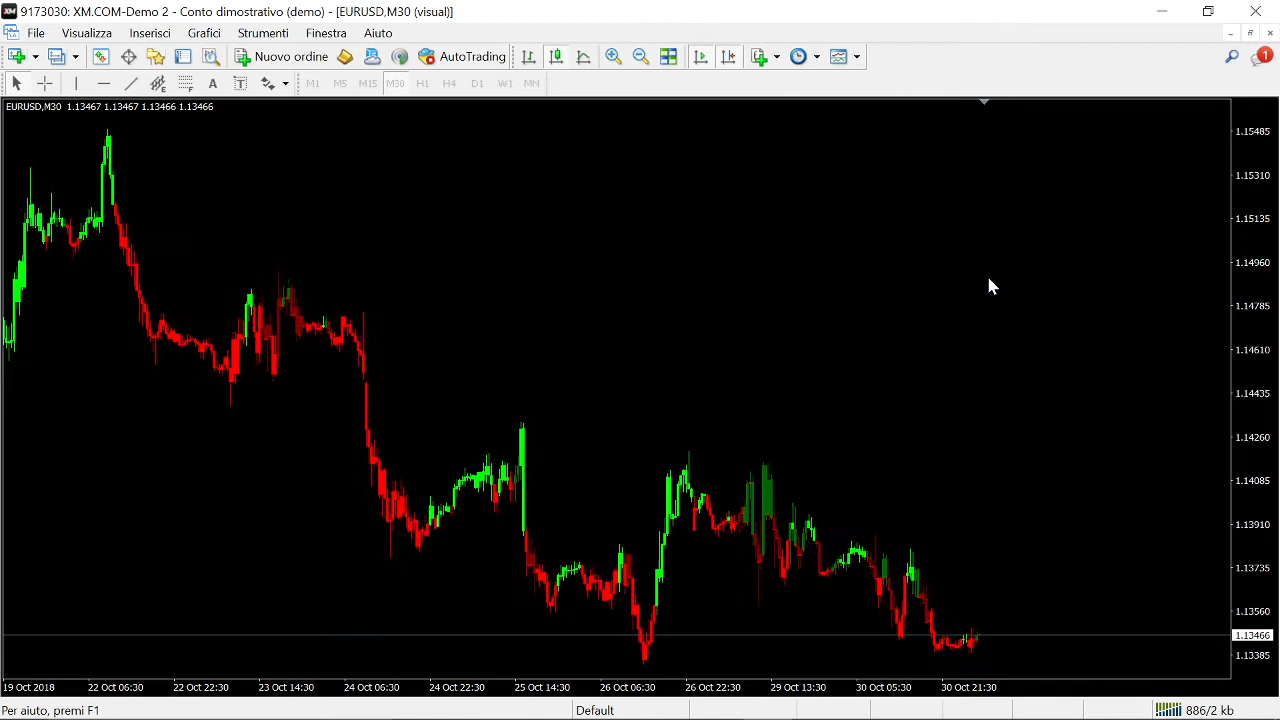 XM 9173030: XM.COM-Demo 2 - Conto dimostrativo (demo) - [EURUSD,M30 (visual)]
File Visualizza Inserisci Grafici Strumenti Finestra Aiuto
Nuovo ordine AutoTrading 1
A T M1 M5 M15 M30 H1 H4 D1 W1 MN
EURUSD,M30 1.13467 1.13467 1.13466 1.13466
1.15485
1.15310
1.15135
1.14960
1.14785
1.14610
1.14435
1.14260
1.14085
1.13910
1.13735
1.13560
1.13466
1.13385
19 Oct 2018 22 Oct 06:30 22 Oct 22:30 23 Oct 14:30 24 Oct 06:30 24 Oct 22:30 25 Oct 14:30 26 Oct 06:30 26 Oct 22:30 29 Oct 13:30 30 Oct 05:30 30 Oct 21:30
Per aiuto, premi F1 Default 886/2 kb